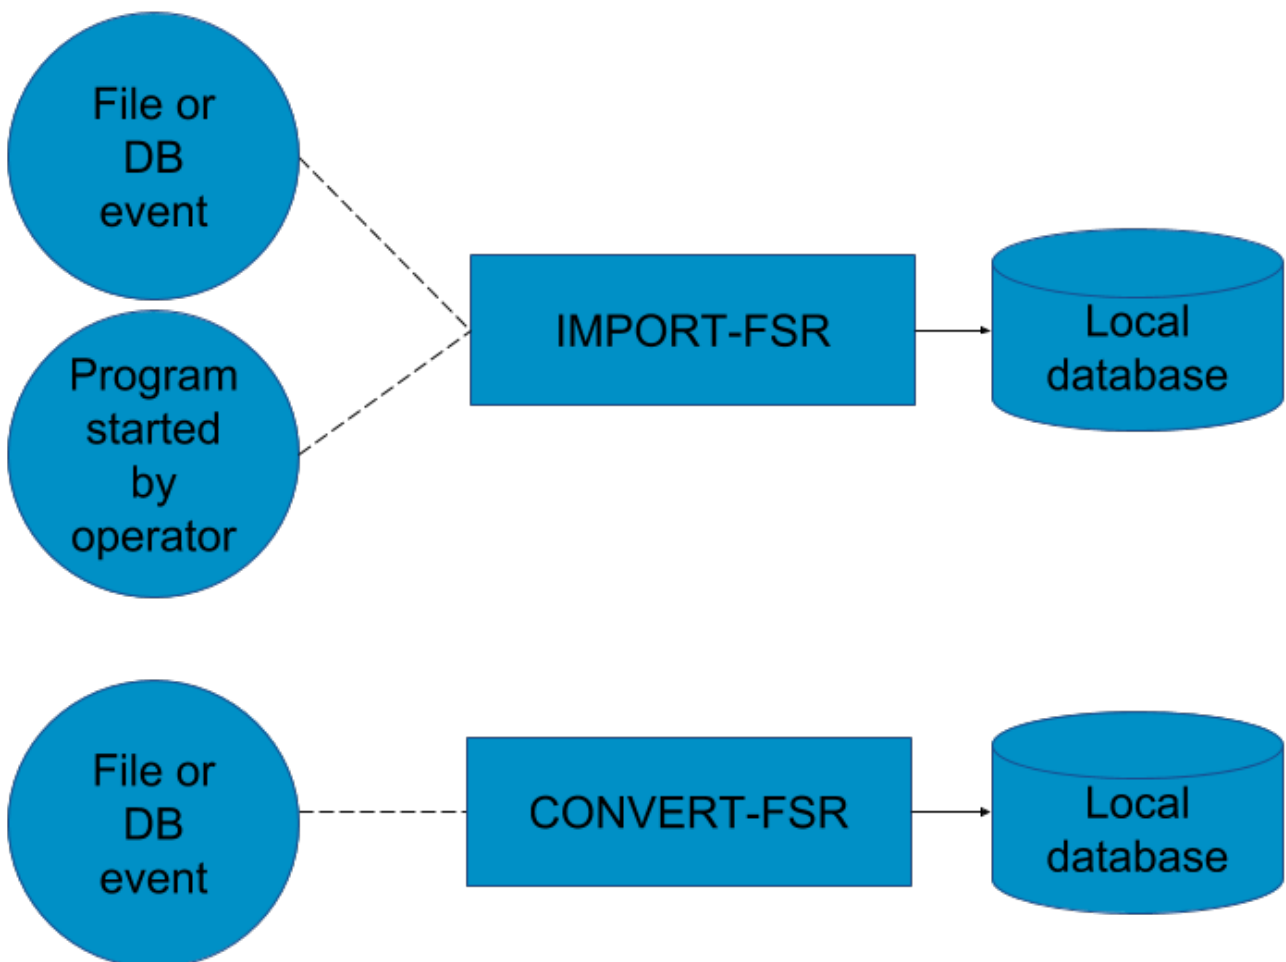 File or
DB
event
Program
started
by
operator
IMPORT-FSR
Local
database
File or
DB
event
CONVERT-FSR
Local
database